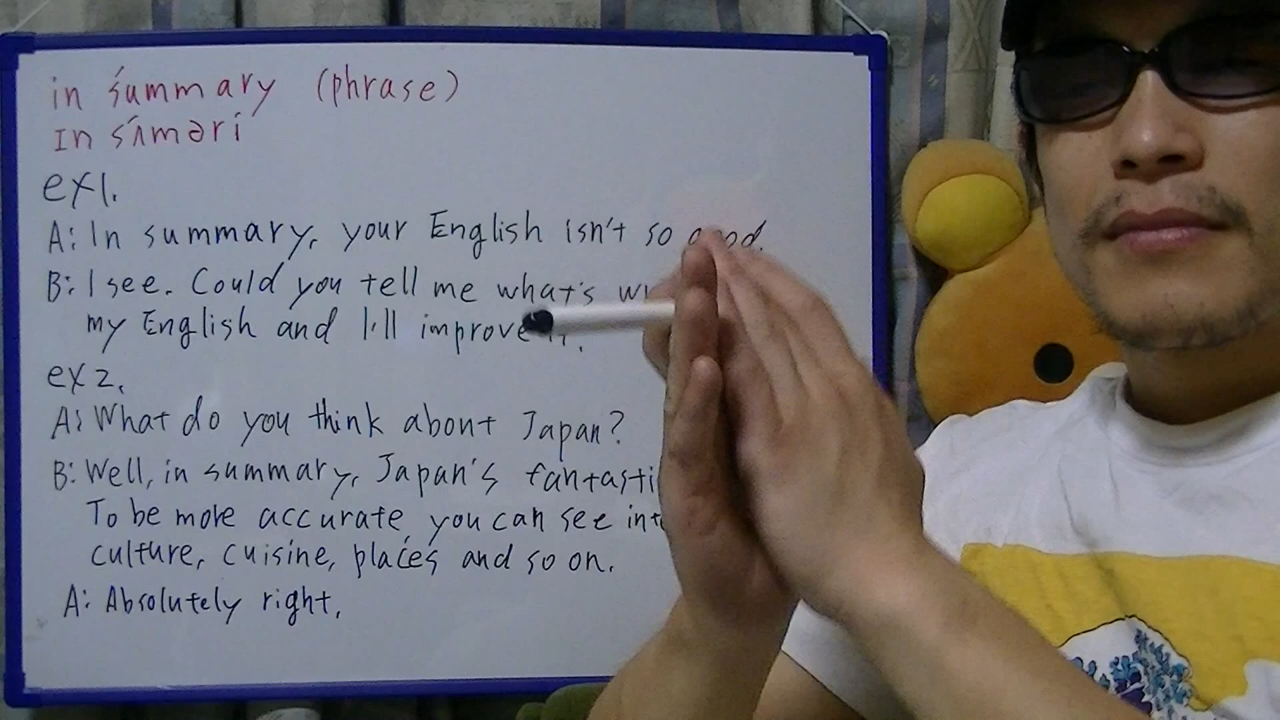 in summary (phrase)
In sʌ́məri
ex1.
A: In summary, your English isn't so good.
B: I see. Could you tell me what's
my English and I'll improve it.
ex2.
A: What do you think about Japan?
B: Well, in summary, Japan's
To be more accurate, you can see
culture, cuisine, places and so on.
A: Absolutely right.